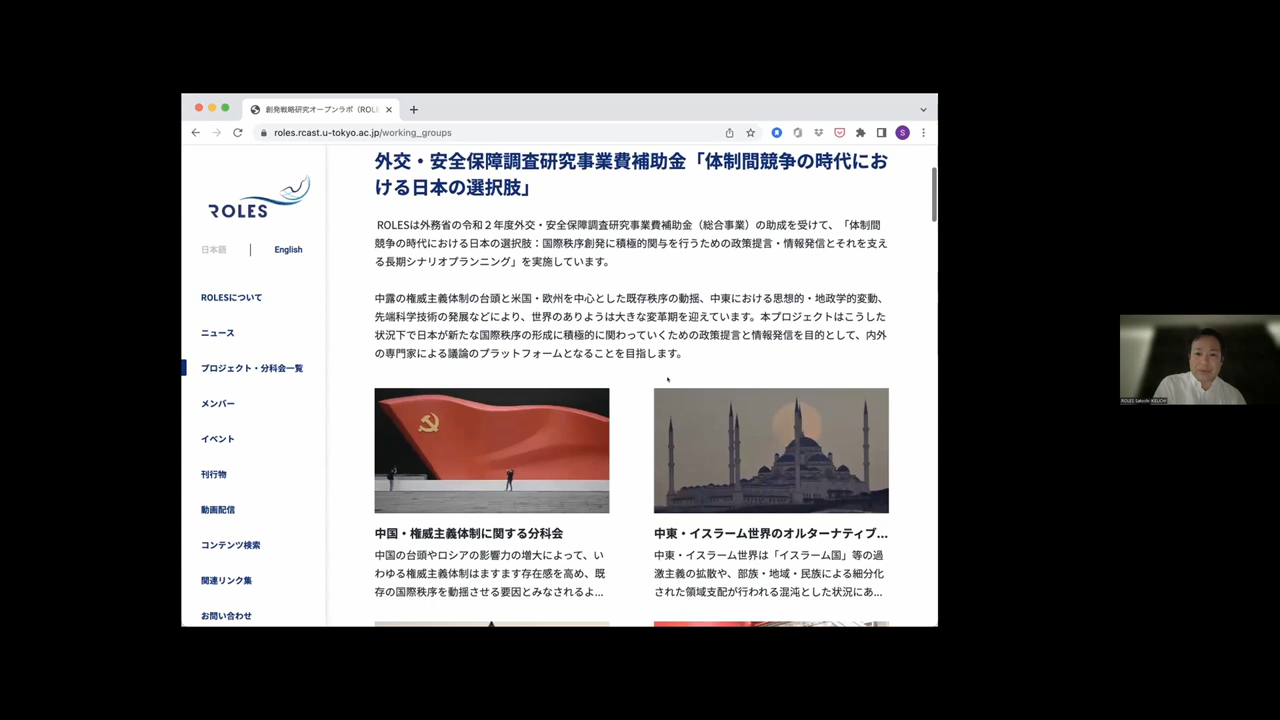 創発戦略研究オープンラボ（ROL
roles.rcast.u-tokyo.ac.jp/working_groups
S
ROLES
日本語 | English
ROLESについて
ニュース
プロジェクト・分科会一覧
メンバー
イベント
刊行物
動画配信
コンテンツ検索
関連リンク集
お問い合わせ
外交・安全保障調査研究事業費補助金「体制間競争の時代にお
ける日本の選択肢」
ROLESは外務省の令和２年度外交・安全保障調査研究事業費補助金（総合事業）の助成を受けて、「体制間
競争の時代における日本の選択肢：国際秩序創発に積極的関与を行うための政策提言・情報発信とそれを支え
る長期シナリオプランニング」を実施しています。
中露の権威主義体制の台頭と米国・欧州を中心とした既存秩序の動揺、中東における思想的・地政学的変動、
先端科学技術の発展などにより、世界のありようは大きな変革期を迎えています。本プロジェクトはこうした
状況下で日本が新たな国際秩序の形成に積極的に関わっていくための政策提言と情報発信を目的として、内外
の専門家による議論のプラットフォームとなることを目指します。
中国・権威主義体制に関する分科会
中国の台頭やロシアの影響力の増大によって、い
わゆる権威主義体制はますます存在感を高め、既
存の国際秩序を動揺させる要因とみなされるよ...
中東・イスラーム世界のオルターナティブ...
中東・イスラーム世界は「イスラーム国」等の過
激主義の拡散や、部族・地域・民族による細分化
された領域支配が行われる混沌とした状況にあ...
ROLES Satoshi IKEUCHI